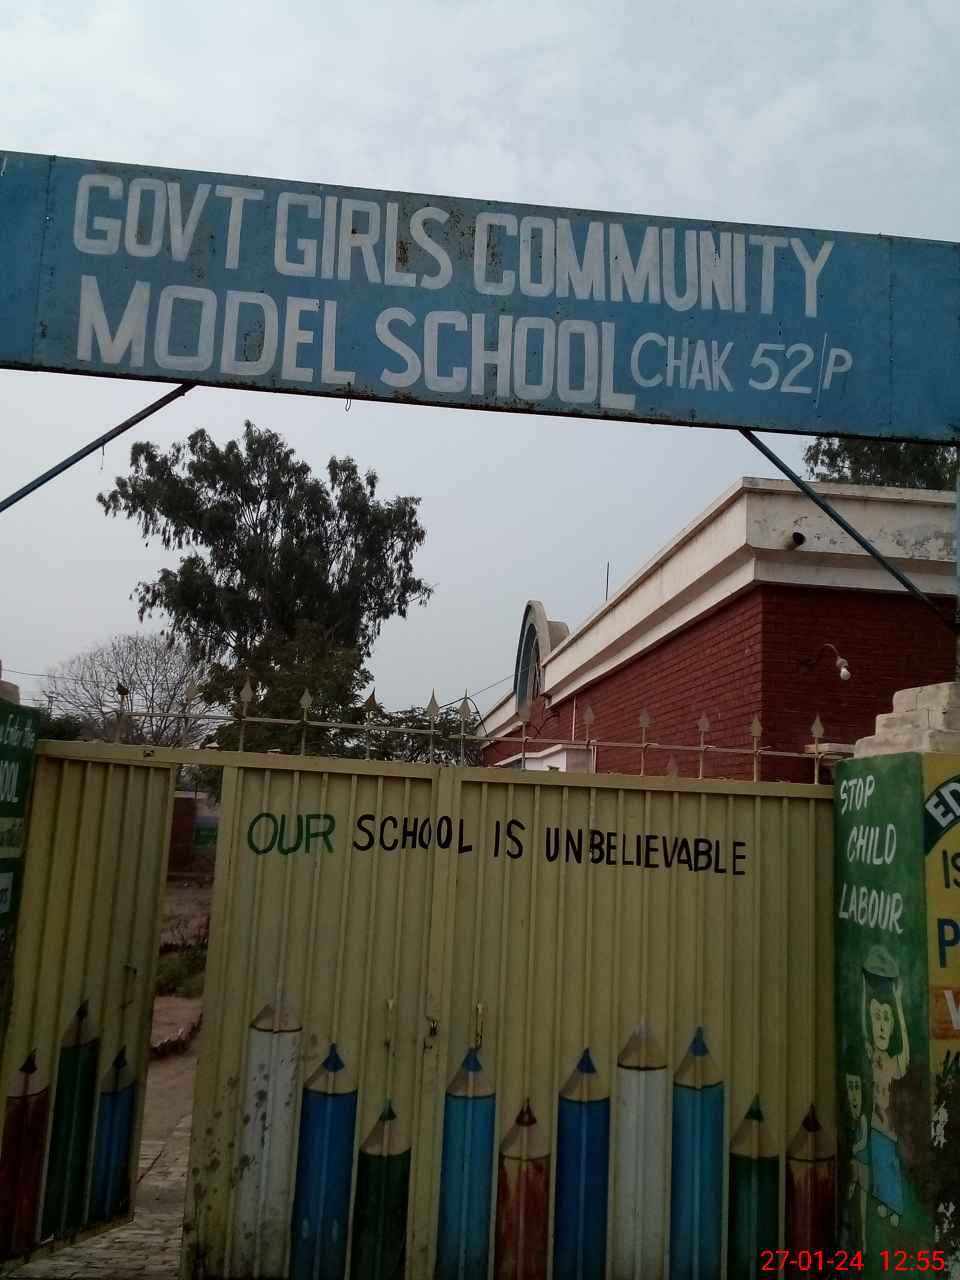 GOVT GIRLS COMMUNITY
MODEL SCHOOL CHAK 52/P
OUR SCHOOL IS UNBELIEVABLE
STOP
CHILD
LABOUR
IS
27-01-24 12:55